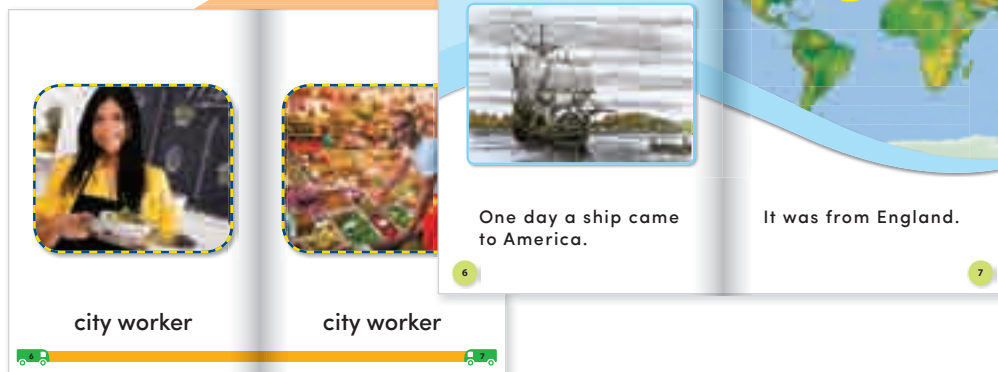 One day a ship came
to America.
It was from England.
6
7
city worker
city worker
6
7